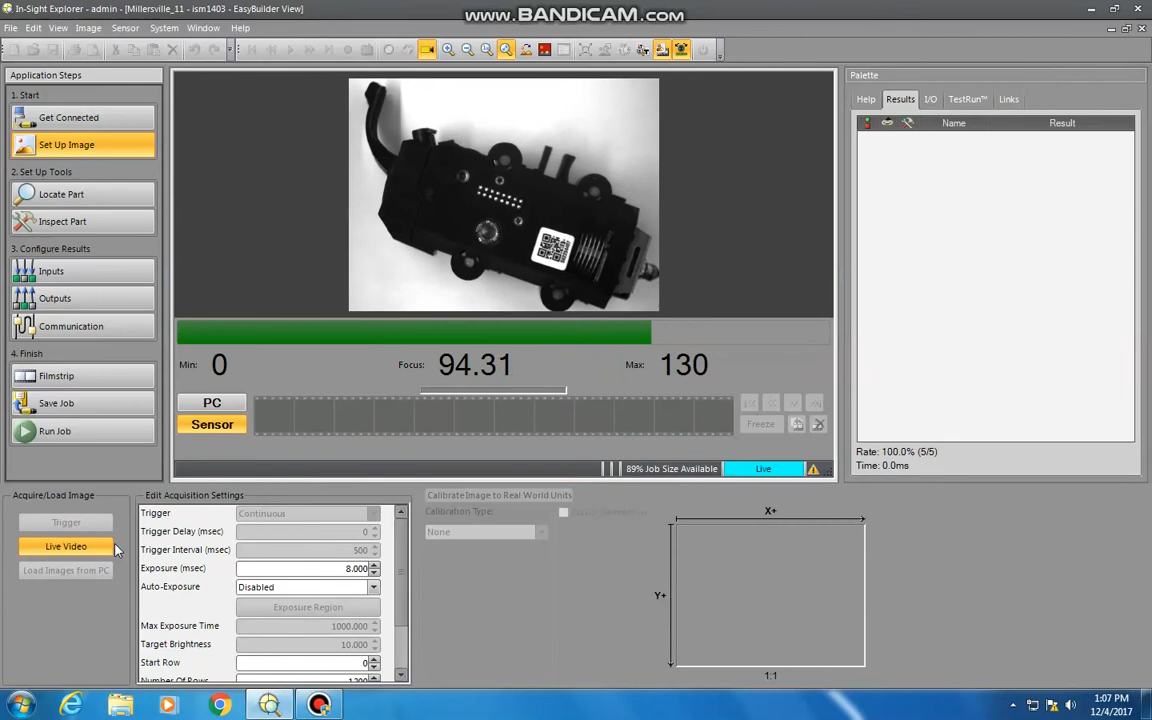 In-Sight Explorer - admin - [Millersville_11 - ism1403 - EasyBuilder View]
www.BANDICAM.com
File Edit View Image Sensor System Window Help
Application Steps
1. Start
Get Connected
Set Up Image
2. Set Up Tools
Locate Part
Inspect Part
3. Configure Results
Inputs
Outputs
Communication
4. Finish
Filmstrip
Save Job
Run Job
Min: 0 Focus: 94.31 Max: 130
PC
Sensor
Freeze
89% Job Size Available Live
Palette
Help Results I/O TestRun™ Links
Name Result
Rate: 100.0% (5/5)
Time: 0.0ms
Acquire/Load Image
Trigger
Live Video
Load Images from PC
Edit Acquisition Settings
Trigger Continuous
Trigger Delay (msec) 0
Trigger Interval (msec) 500
Exposure (msec) 8.000
Auto-Exposure Disabled
Exposure Region
Max Exposure Time 1000.000
Target Brightness 10.000
Start Row 0
Number Of Rows 1200
Calibrate Image to Real World Units
Calibration Type:
None
X+
Y+
1:1
1:07 PM
12/4/2017